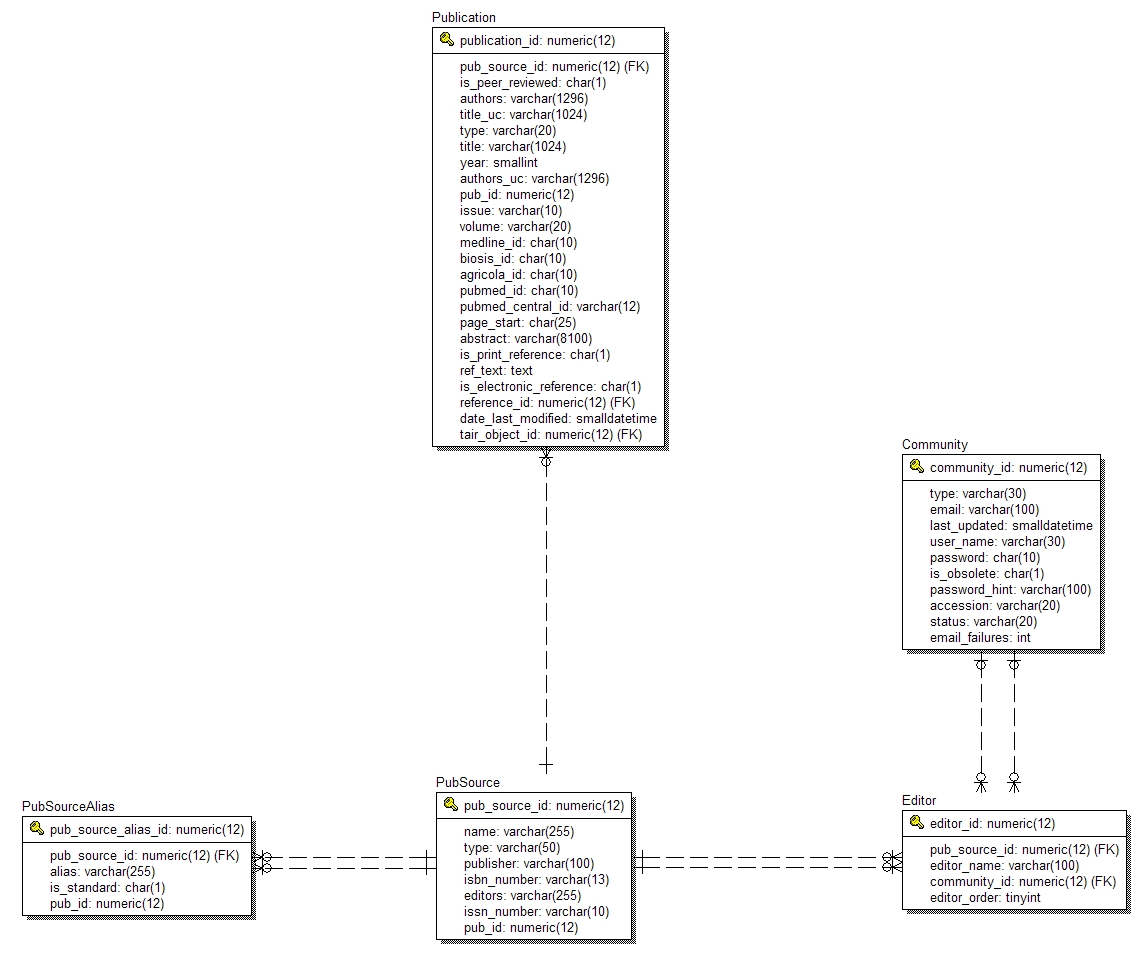 Publication
publication_id: numeric(12)
pub_source_id: numeric(12) (FK)
is_peer_reviewed: char(1)
authors: varchar(1296)
title_uc: varchar(1024)
type: varchar(20)
title: varchar(1024)
year: smallint
authors_uc: varchar(1296)
pub_id: numeric(12)
issue: varchar(10)
volume: varchar(20)
medline_id: char(10)
biosis_id: char(10)
agricola_id: char(10)
pubmed_id: char(10)
pubmed_central_id: varchar(12)
page_start: char(25)
abstract: varchar(8100)
is_print_reference: char(1)
ref_text: text
is_electronic_reference: char(1)
reference_id: numeric(12) (FK)
date_last_modified: smalldatetime
tair_object_id: numeric(12) (FK)
Community
community_id: numeric(12)
type: varchar(30)
email: varchar(100)
last_updated: smalldatetime
user_name: varchar(30)
password: char(10)
is_obsolete: char(1)
password_hint: varchar(100)
accession: varchar(20)
status: varchar(20)
email_failures: int
PubSourceAlias
pub_source_alias_id: numeric(12)
pub_source_id: numeric(12) (FK)
alias: varchar(255)
is_standard: char(1)
pub_id: numeric(12)
PubSource
pub_source_id: numeric(12)
name: varchar(255)
type: varchar(50)
publisher: varchar(100)
isbn_number: varchar(13)
editors: varchar(255)
issn_number: varchar(10)
pub_id: numeric(12)
Editor
editor_id: numeric(12)
pub_source_id: numeric(12) (FK)
editor_name: varchar(100)
community_id: numeric(12) (FK)
editor_order: tinyint